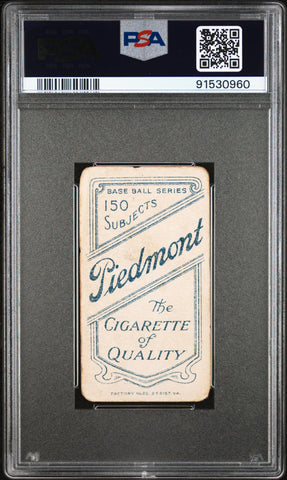 PSA
91530960
BASE BALL SERIES
150
SUBJECTS
Piedmont
The
CIGARETTE
of
QUALITY
FACTORY No 25, 2nd DIST. VA.